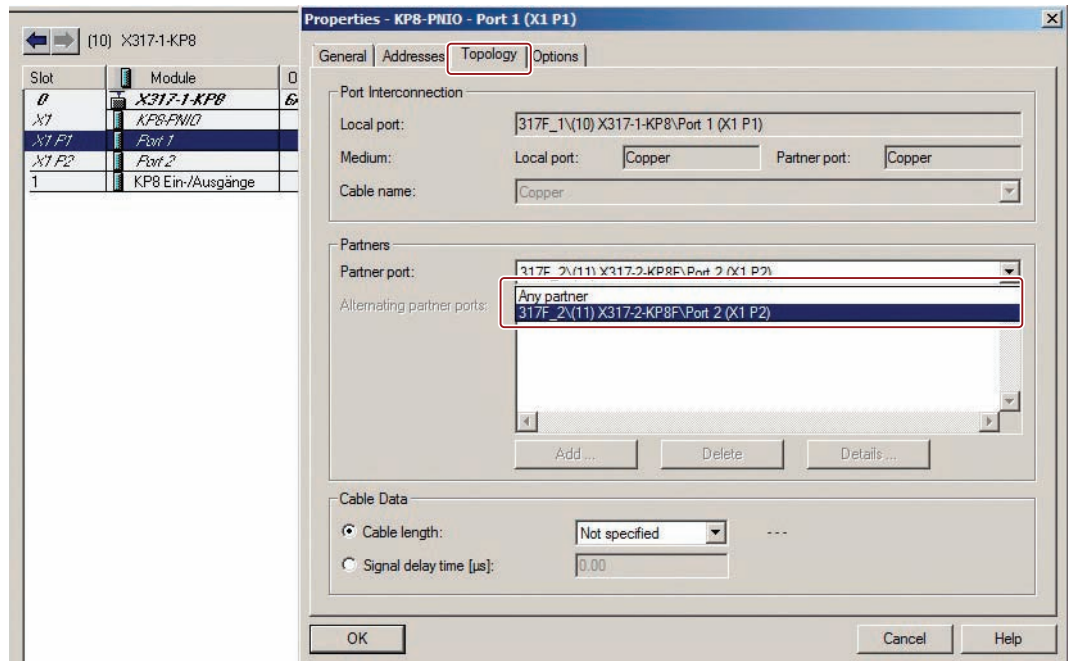 (10) X317-1-KP8
Slot Module O
0 X317-1-KP8
X1 KP8-PNIO
X1 P1 Port 1
X1 P2 Port 2
1 KP8 Ein-/Ausgänge
Properties - KP8-PNIO - Port 1 (X1 P1)
General Addresses Topology Options
Port Interconnection
Local port: 317F_1\(10) X317-1-KP8\Port 1 (X1 P1)
Medium: Local port: Copper Partner port: Copper
Cable name: Copper
Partners
Partner port: 317F_2\(11) X317-2-KP8F\Port 2 (X1 P2)
Any partner
Alternating partner ports: 317F_2\(11) X317-2-KP8F\Port 2 (X1 P2)
Add ... Delete Details ...
Cable Data
Cable length: Not specified ---
Signal delay time [µs]: 0.00
OK Cancel Help